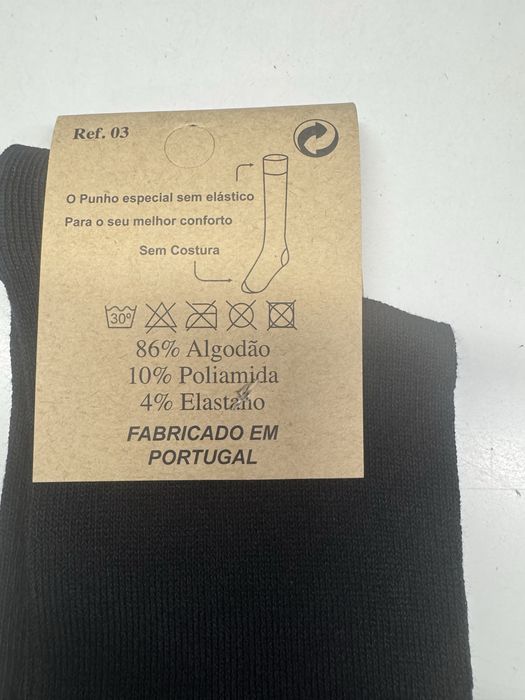 Ref. 03
O Punho especial sem elástico
Para o seu melhor conforto
Sem Costura
30º
86% Algodão
10% Poliamida
4% Elastano
FABRICADO EM
PORTUGAL